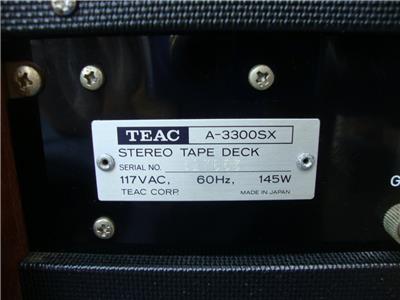 TEAC A-3300SX
STEREO TAPE DECK
SERIAL NO.
117VAC, 60Hz, 145W
TEAC CORP. MADE IN JAPAN
G